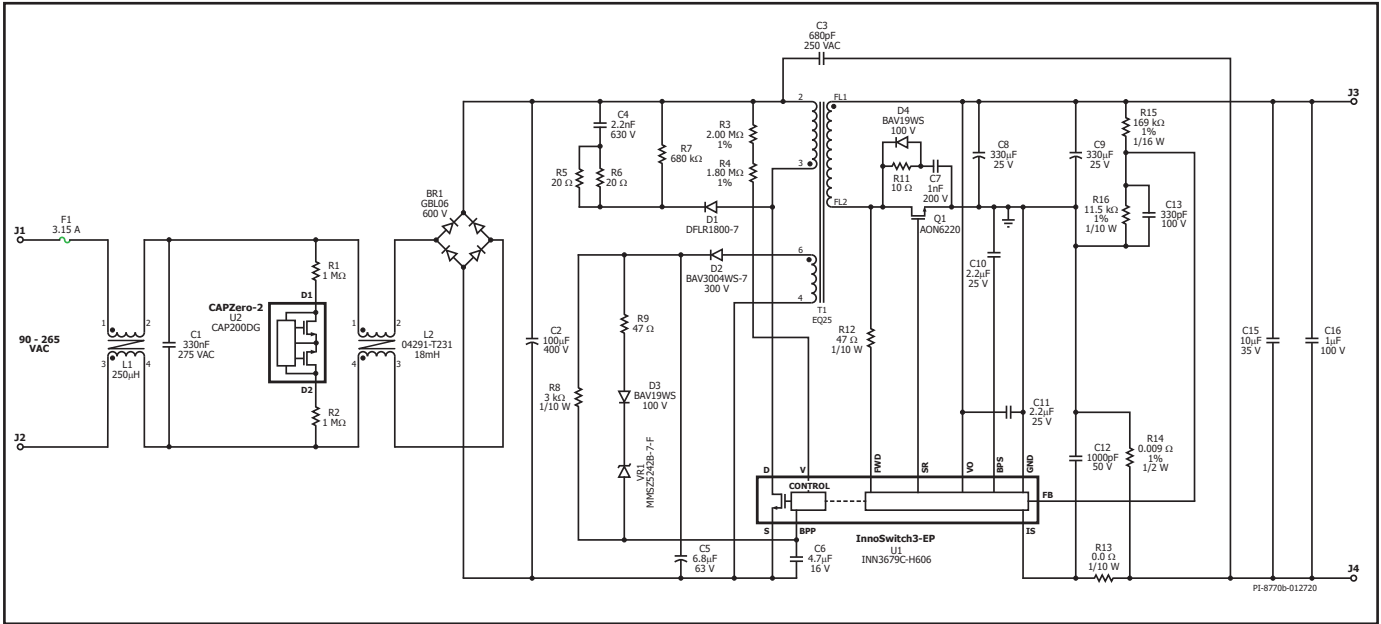 C3
680pF
250 VAC
2
FL1
J3
C4
2.2nF
630 V
R3
2.00 MΩ
1%
D4
BAV19WS
100 V
R15
169 kΩ
1%
1/16 W
R7
680 kΩ
C8
330µF
25 V
C9
330µF
25 V
R5
20 Ω
R6
20 Ω
R4
1.80 MΩ
1%
3
R11
10 Ω
C7
1nF
200 V
BR1
GBL06
600 V
FL2
R16
11.5 kΩ
1%
1/10 W
C13
330pF
100 V
D1
DFLR1800-7
Q1
AON6220
F1
3.15 A
J1
6
D2
BAV3004WS-7
300 V
C10
2.2µF
25 V
R1
1 MΩ
4
T1
EQ25
D1
CAPZero-2
U2
CAP200DG
1
2
1
2
R9
47 Ω
R12
47 Ω
1/10 W
C15
10µF
35 V
C16
1µF
100 V
90 - 265
VAC
C1
330nF
275 VAC
L2
04291-T231
18mH
C2
100µF
400 V
3
4
L1
250µH
4
3
D2
R8
3 kΩ
1/10 W
D3
BAV19WS
100 V
C11
2.2µF
25 V
R2
1 MΩ
J2
VR1
MMSZ5242B-7-F
C12
1000pF
50 V
R14
0.009 Ω
1%
1/2 W
D
V
FWD
SR
VO
BPS
GND
CONTROL
FB
S
BPP
IS
InnoSwitch3-EP
U1
INN3679C-H606
C5
6.8µF
63 V
C6
4.7µF
16 V
R13
0.0 Ω
1/10 W
J4
PI-8770b-012720